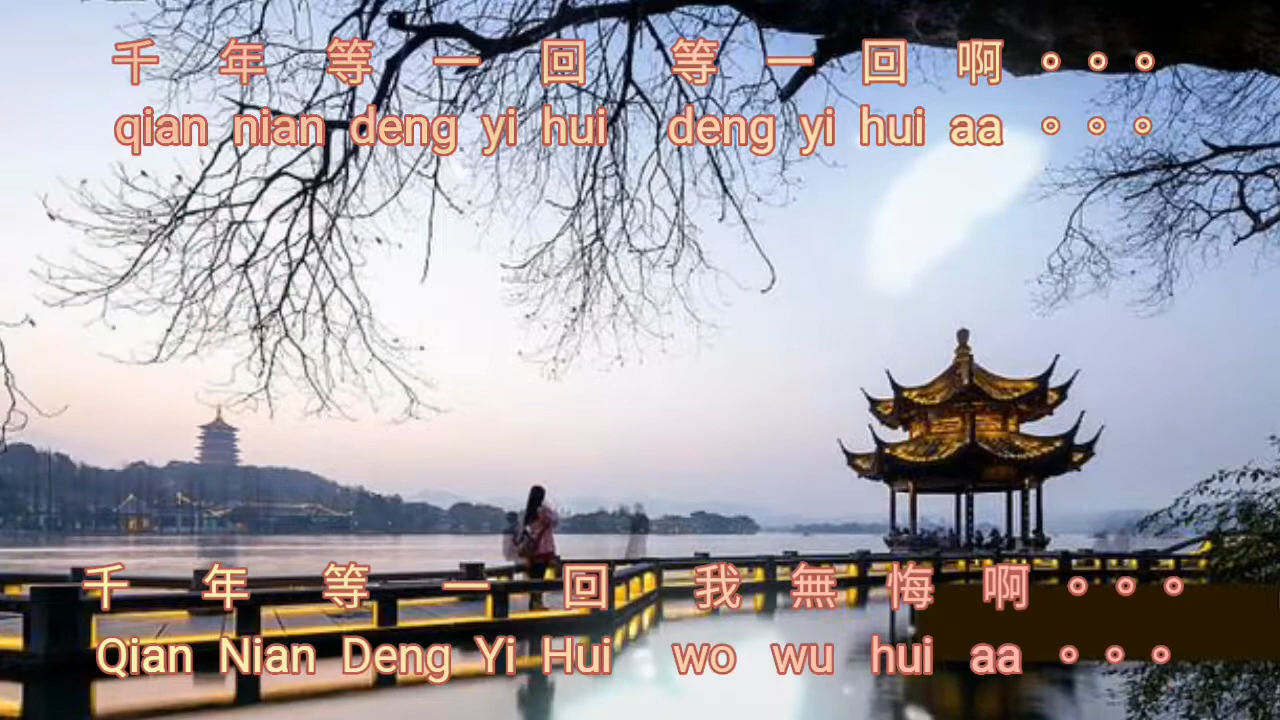 千 年 等 一 回 等 一 回 啊 。。。
qian nian deng yi hui deng yi hui aa 。。。
千 年 等 一 回 我 無 悔 啊 。。。
Qian Nian Deng Yi Hui wo wu hui aa 。。。